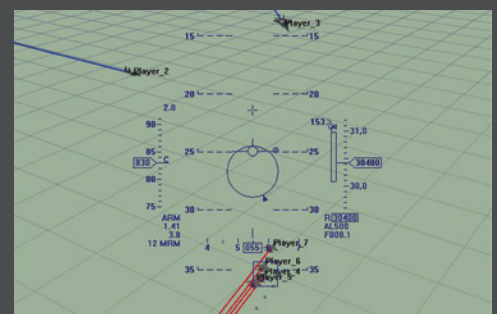 Player_3
15 15
Player_2
20 20
2.0
90
153
31,0
85 C
25 25
830
30400
80
30,0
75
30 30
ARM
1.41
3.8
12 MRM
R 30400
AL500
F008.1
4 5 055 7
Player_7
Player_6
Player_4
Player_5
35 35